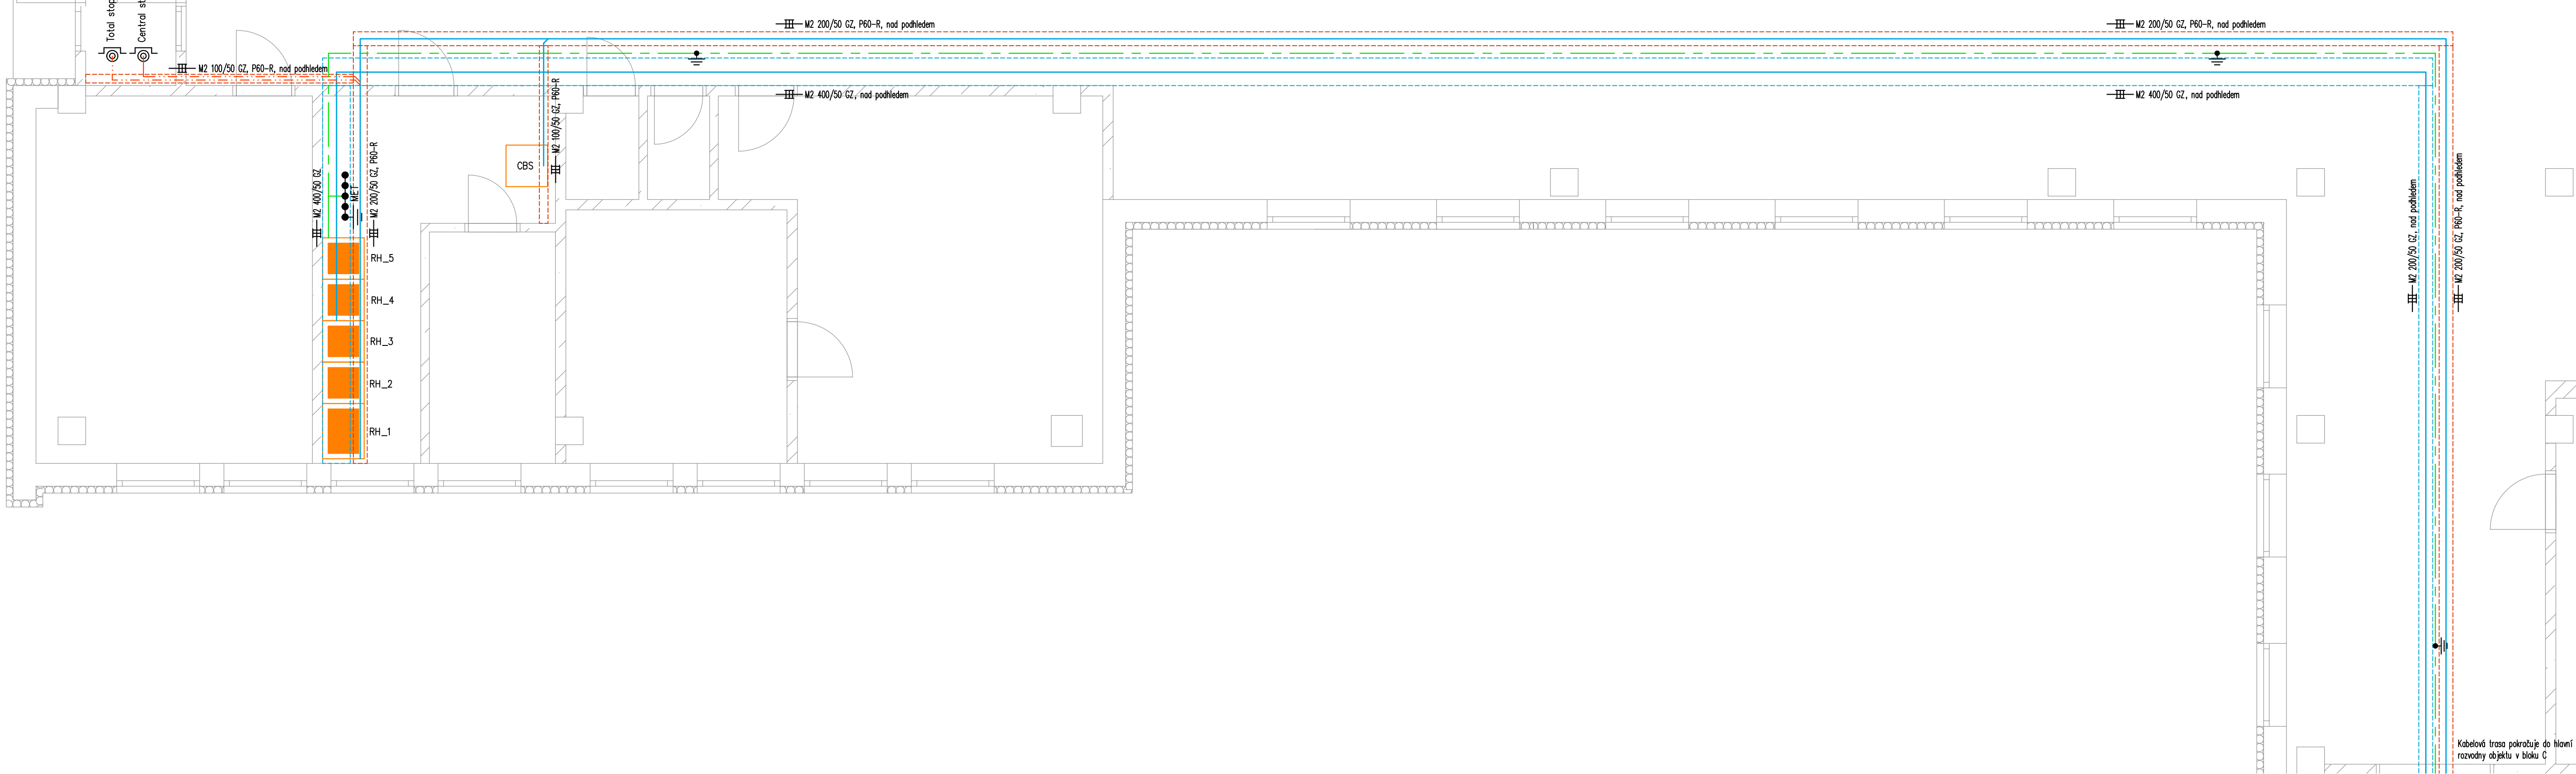 Total stop
Central st
M2 200/50 GZ, P60-R, nad podhledem
M2 200/50 GZ, P60-R, nad podhledem
M2 100/50 GZ, P60-R, nad podhledem
M2 400/50 GZ, nad podhledem
M2 400/50 GZ, nad podhledem
M2 100/50 GZ, P60-R
CBS
M2 400/50 GZ
MET
M2 200/50 GZ, P60-R
M2 200/50 GZ, nad podhledem
M2 200/50 GZ, P60-R, nad podhledem
RH_5
RH_4
RH_3
RH_2
RH_1
Kabelová trasa pokračuje do hlavní
rozvodny objektu v bloku C